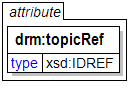 attribute
drm:topicRef
type xsd:IDREF